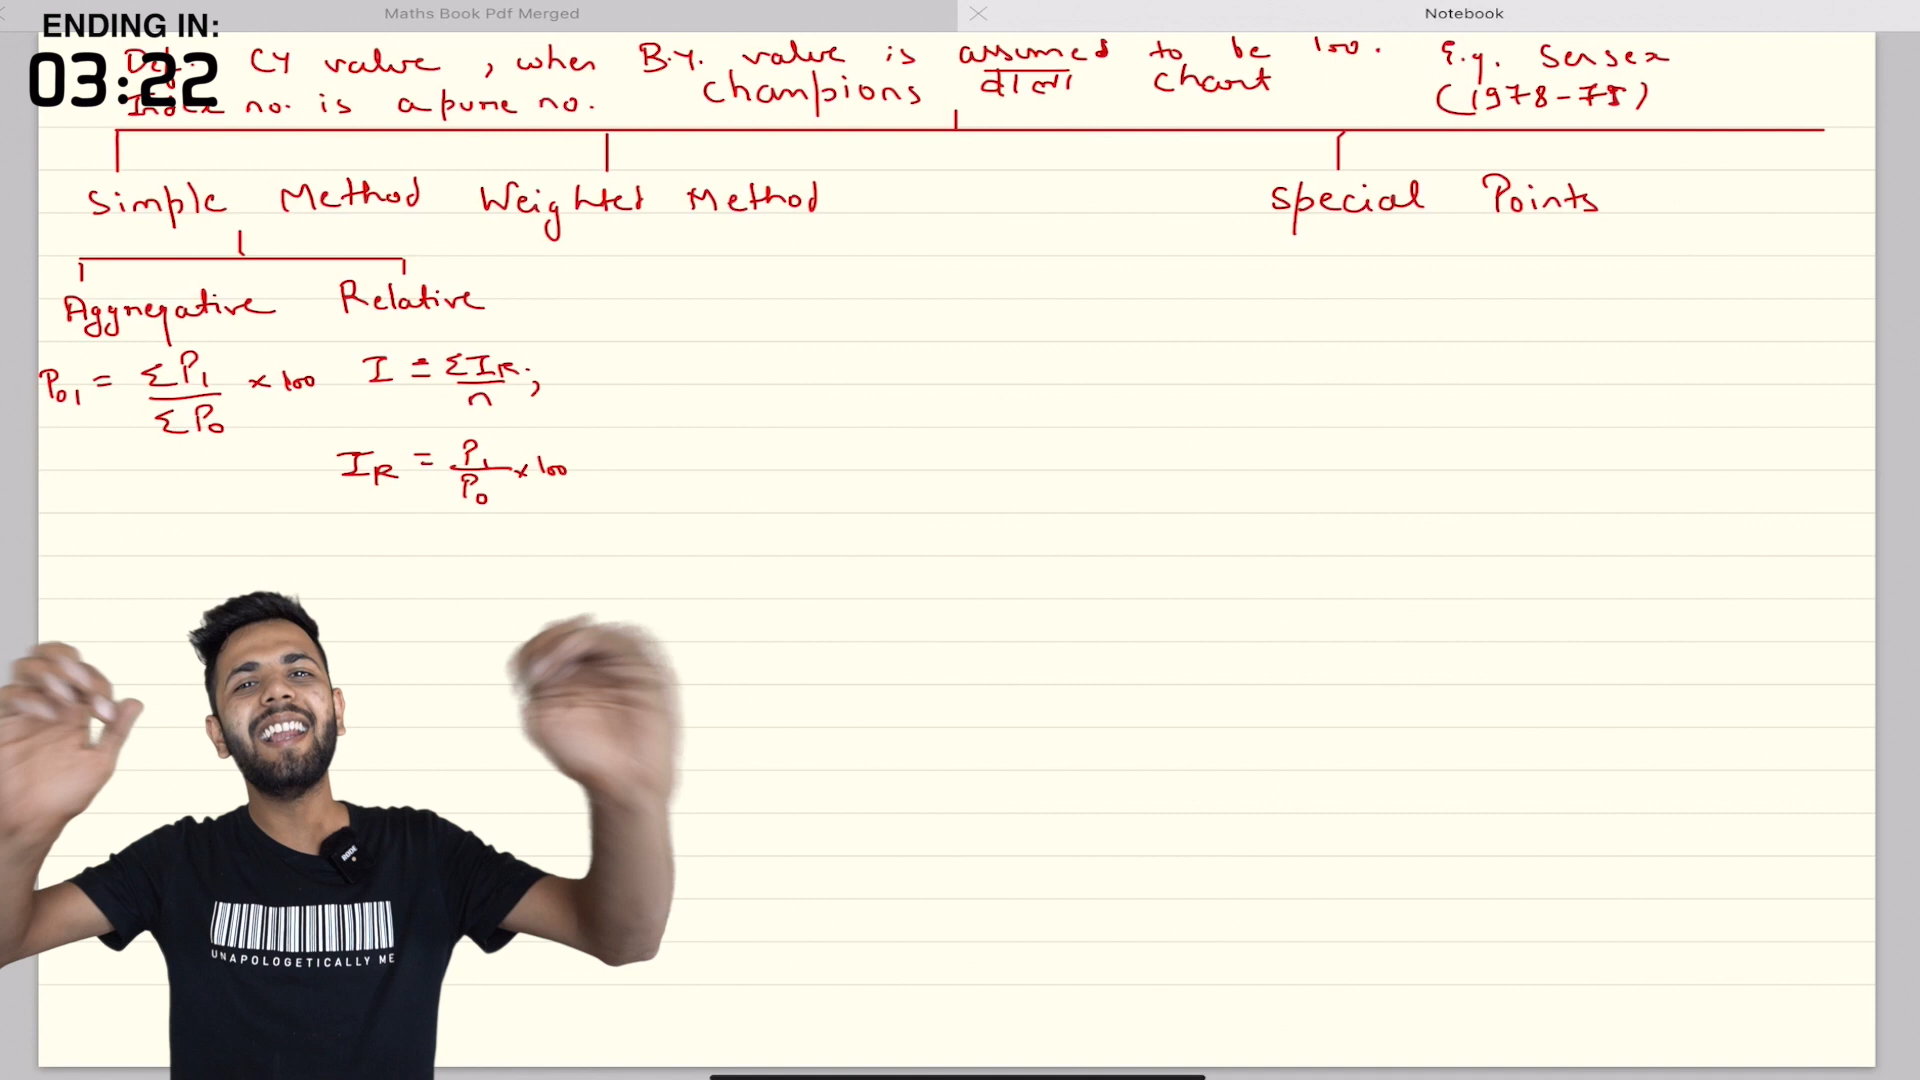 Maths Book Pdf Merged
Notebook
ENDING IN:
03:22
Def. CY value, when B.Y. value is assumed to be 100. E.g. Sensex
Index no. is a pure no. champions वाला chart (1978-79)
Simple Method Weighted Method Special Points
Aggregative Relative
P01 = ΣP1 / ΣP0 × 100 I = ΣIR / n ;
IR = P1 / P0 × 100
RODE
UNAPOLOGETICALLY ME